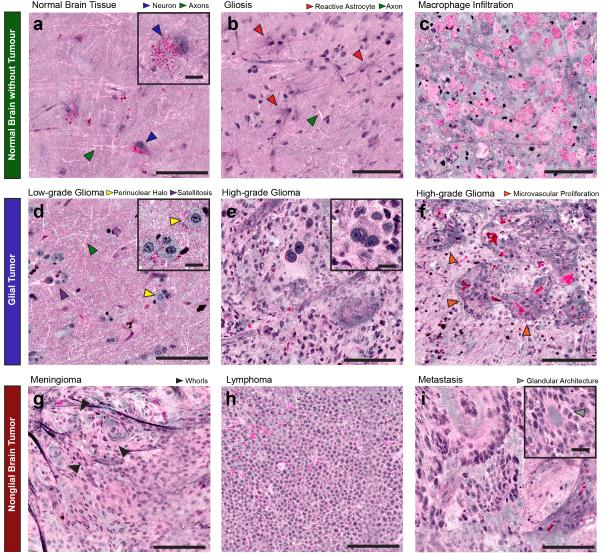 Normal Brain without Tumour
Normal Brain Tissue
Neuron
Axons
a
Gliosis
Reactive Astrocyte
Axon
b
Macrophage Infiltration
c
Glial Tumor
Low-grade Glioma
Perinuclear Halo
Satellitosis
d
High-grade Glioma
e
High-grade Glioma
Microvascular Proliferation
f
Nonglial Brain Tumor
Meningioma
Whorls
g
Lymphoma
h
Metastasis
Glandular Architecture
i